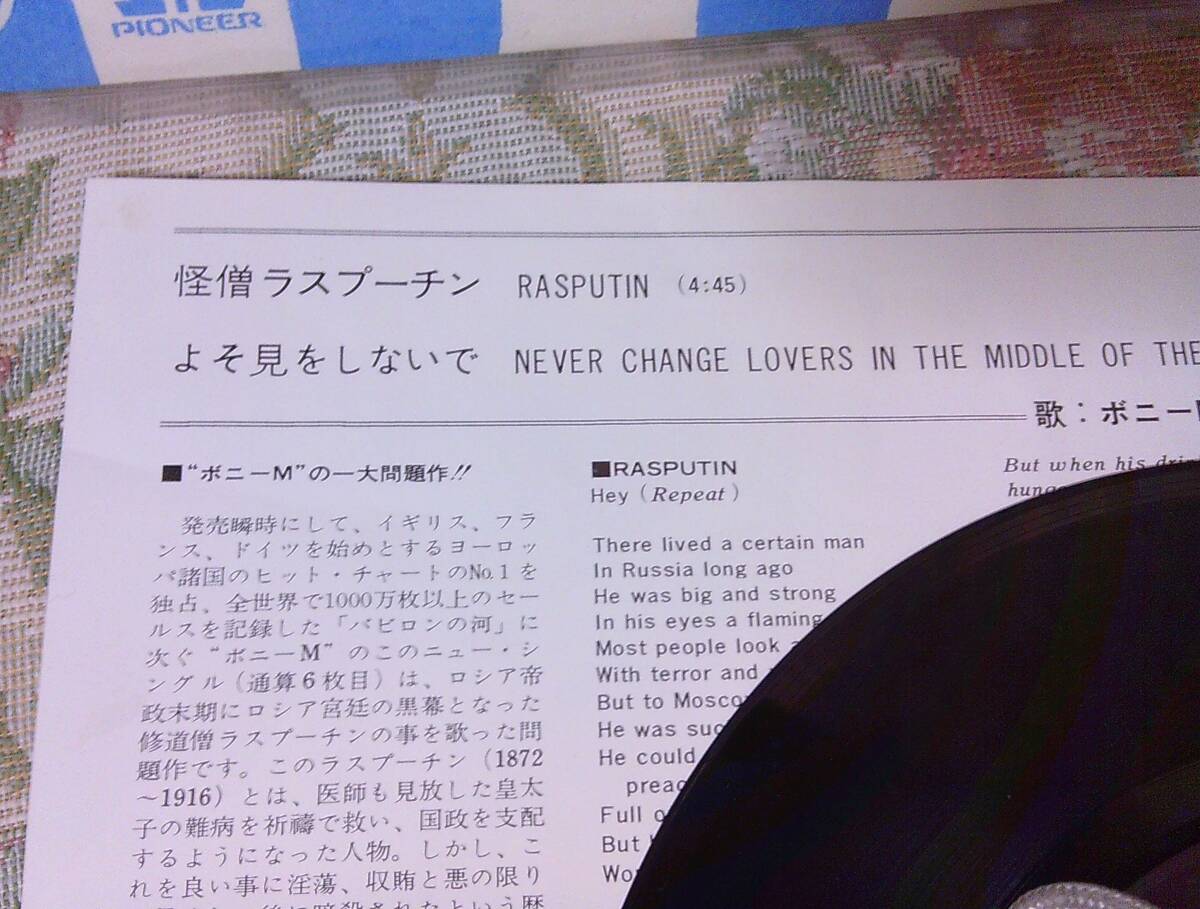 PIONEER
怪僧ラスプーチン RASPUTIN (4:45)
よそ見をしないで NEVER CHANGE LOVERS IN THE MIDDLE OF THE
歌：ボニー
■“ボニーM”の一大問題作!!
発売瞬時にして、イギリス、フラ
ンス、ドイツを始めとするヨーロッ
パ諸国のヒット・チャートのNo.1を
独占、全世界で1000万枚以上のセー
ルスを記録した「バビロンの河」に
次ぐ“ボニーM”のこのニュー・シ
ングル（通算6枚目）は、ロシア帝
政末期にロシア宮廷の黒幕となった
修道僧ラスプーチンの事を歌った問
題作です。このラスプーチン（1872
〜1916）とは、医師も見放した皇太
子の難病を祈禱で救い、国政を支配
するようになった人物。しかし、こ
れを良い事に淫蕩、収賄と悪の限り
後に暗殺されたという歴
■RASPUTIN
Hey (Repeat)
There lived a certain man
In Russia long ago
He was big and strong
In his eyes a flaming
Most people look
With terror and
But to Moscow
He was
He could
Full
But
But when his